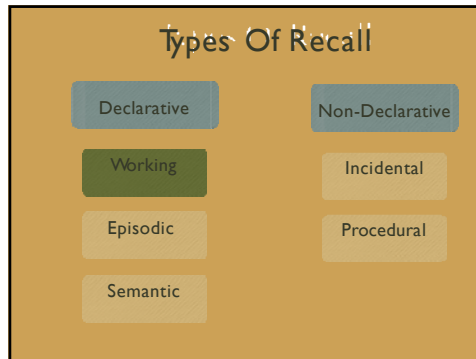 Types Of Recall
Declarative
Non-Declarative
Working
Incidental
Episodic
Procedural
Semantic